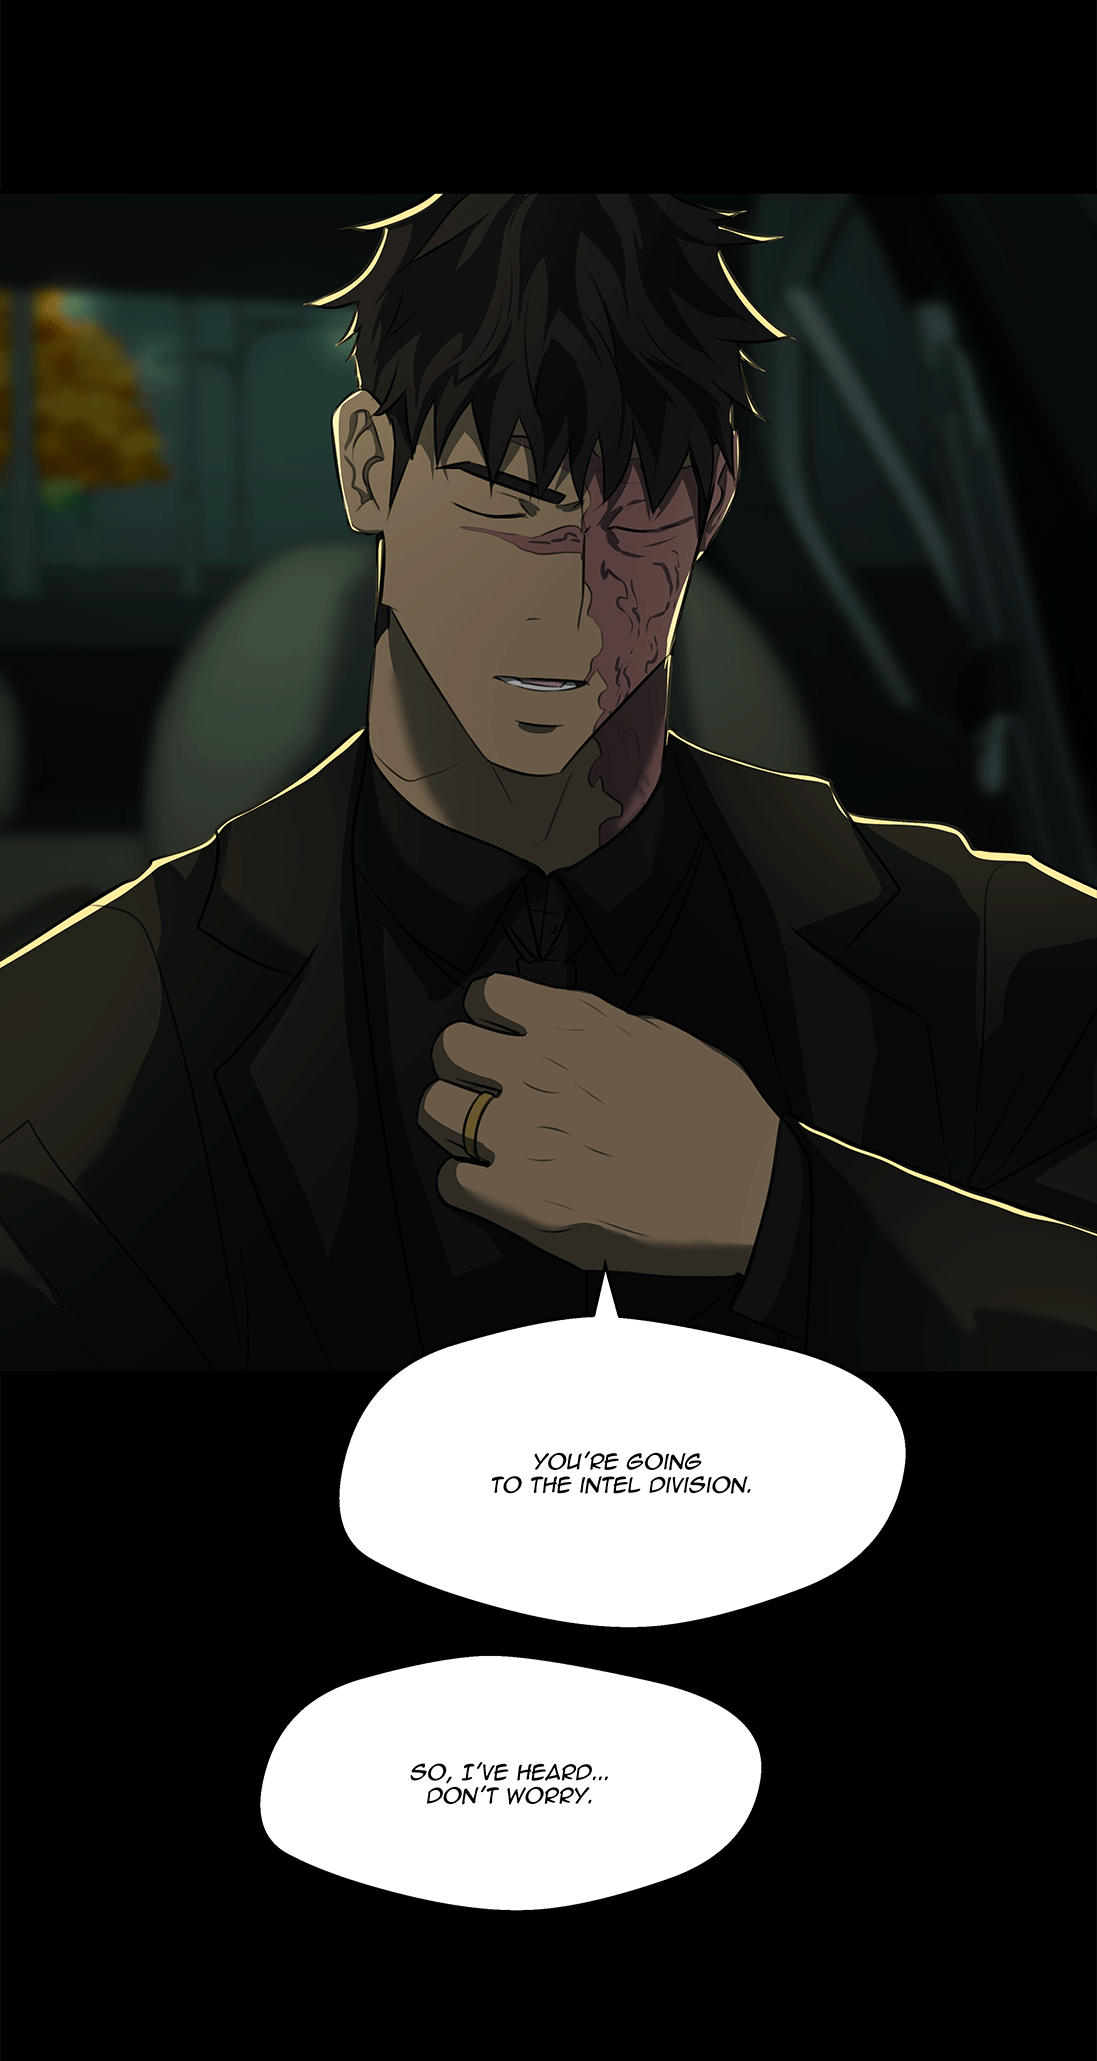 YOU'RE GOING
TO THE INTEL DIVISION.
SO, I'VE HEARD...
DON'T WORRY.